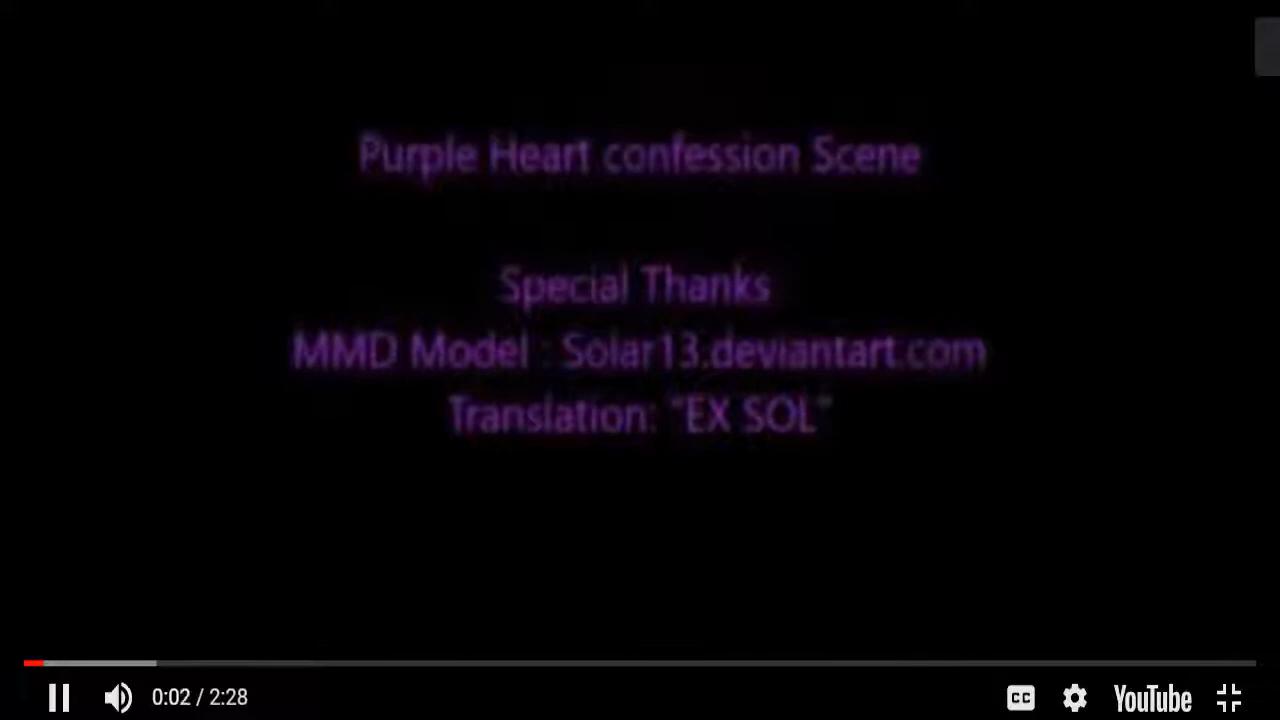 Purple Heart confession Scene
Special Thanks
MMD Model : Solar13.deviantart.com
Translation: "EX SOL"
0:02 / 2:28
CC
YouTube